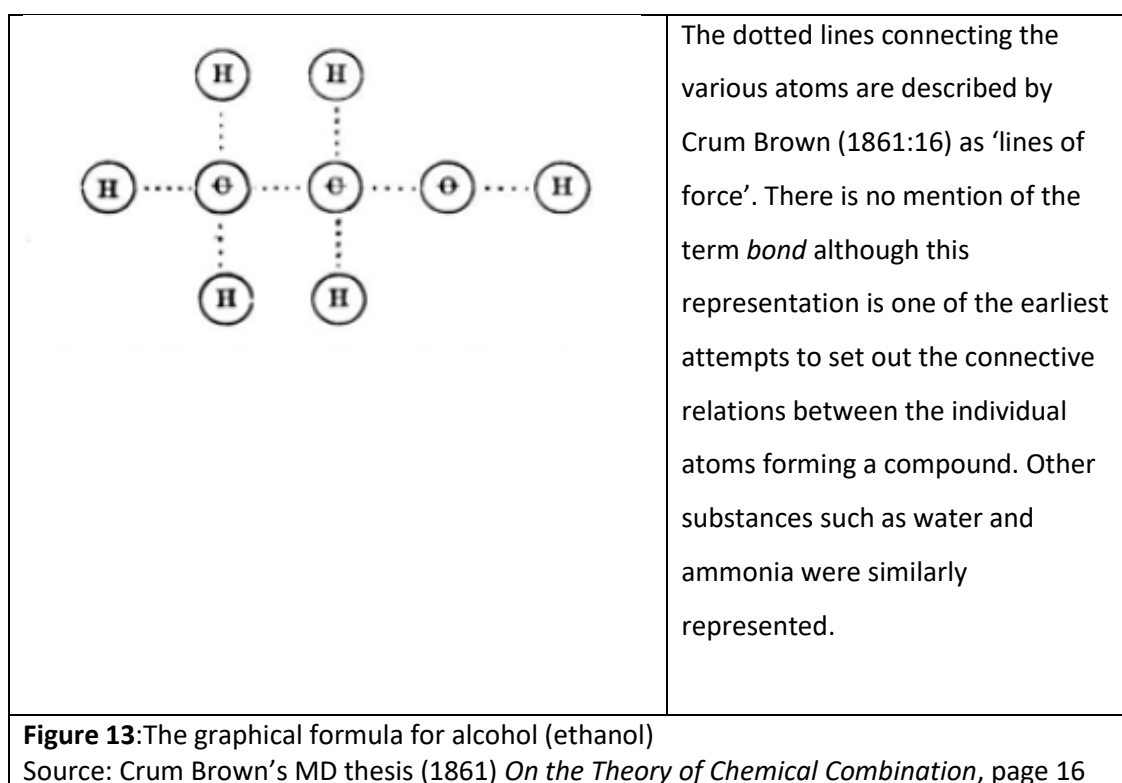 H H
H C C O H
H H
The dotted lines connecting the
various atoms are described by
Crum Brown (1861:16) as ‘lines of
force’. There is no mention of the
term bond although this
representation is one of the earliest
attempts to set out the connective
relations between the individual
atoms forming a compound. Other
substances such as water and
ammonia were similarly
represented.
Figure 13:The graphical formula for alcohol (ethanol)
Source: Crum Brown’s MD thesis (1861) On the Theory of Chemical Combination, page 16